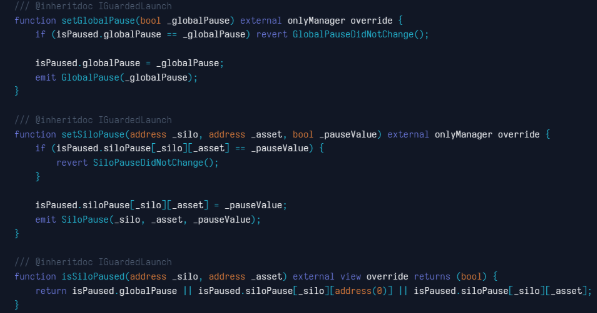 /// @inheritdoc IGuardedLaunch
function setGlobalPause(bool _globalPause) external onlyManager override {
if (isPaused.globalPause == _globalPause) revert GlobalPauseDidNotChange();
isPaused.globalPause = _globalPause;
emit GlobalPause(_globalPause);
}
/// @inheritdoc IGuardedLaunch
function setSiloPause(address _silo, address _asset, bool _pauseValue) external onlyManager override {
if (isPaused.siloPause[_silo][_asset] == _pauseValue) {
revert SiloPauseDidNotChange();
}
isPaused.siloPause[_silo][_asset] = _pauseValue;
emit SiloPause(_silo, _asset, _pauseValue);
}
/// @inheritdoc IGuardedLaunch
function isSiloPaused(address _silo, address _asset) external view override returns (bool) {
return isPaused.globalPause || isPaused.siloPause[_silo][address(0)] || isPaused.siloPause[_silo][_asset];
}